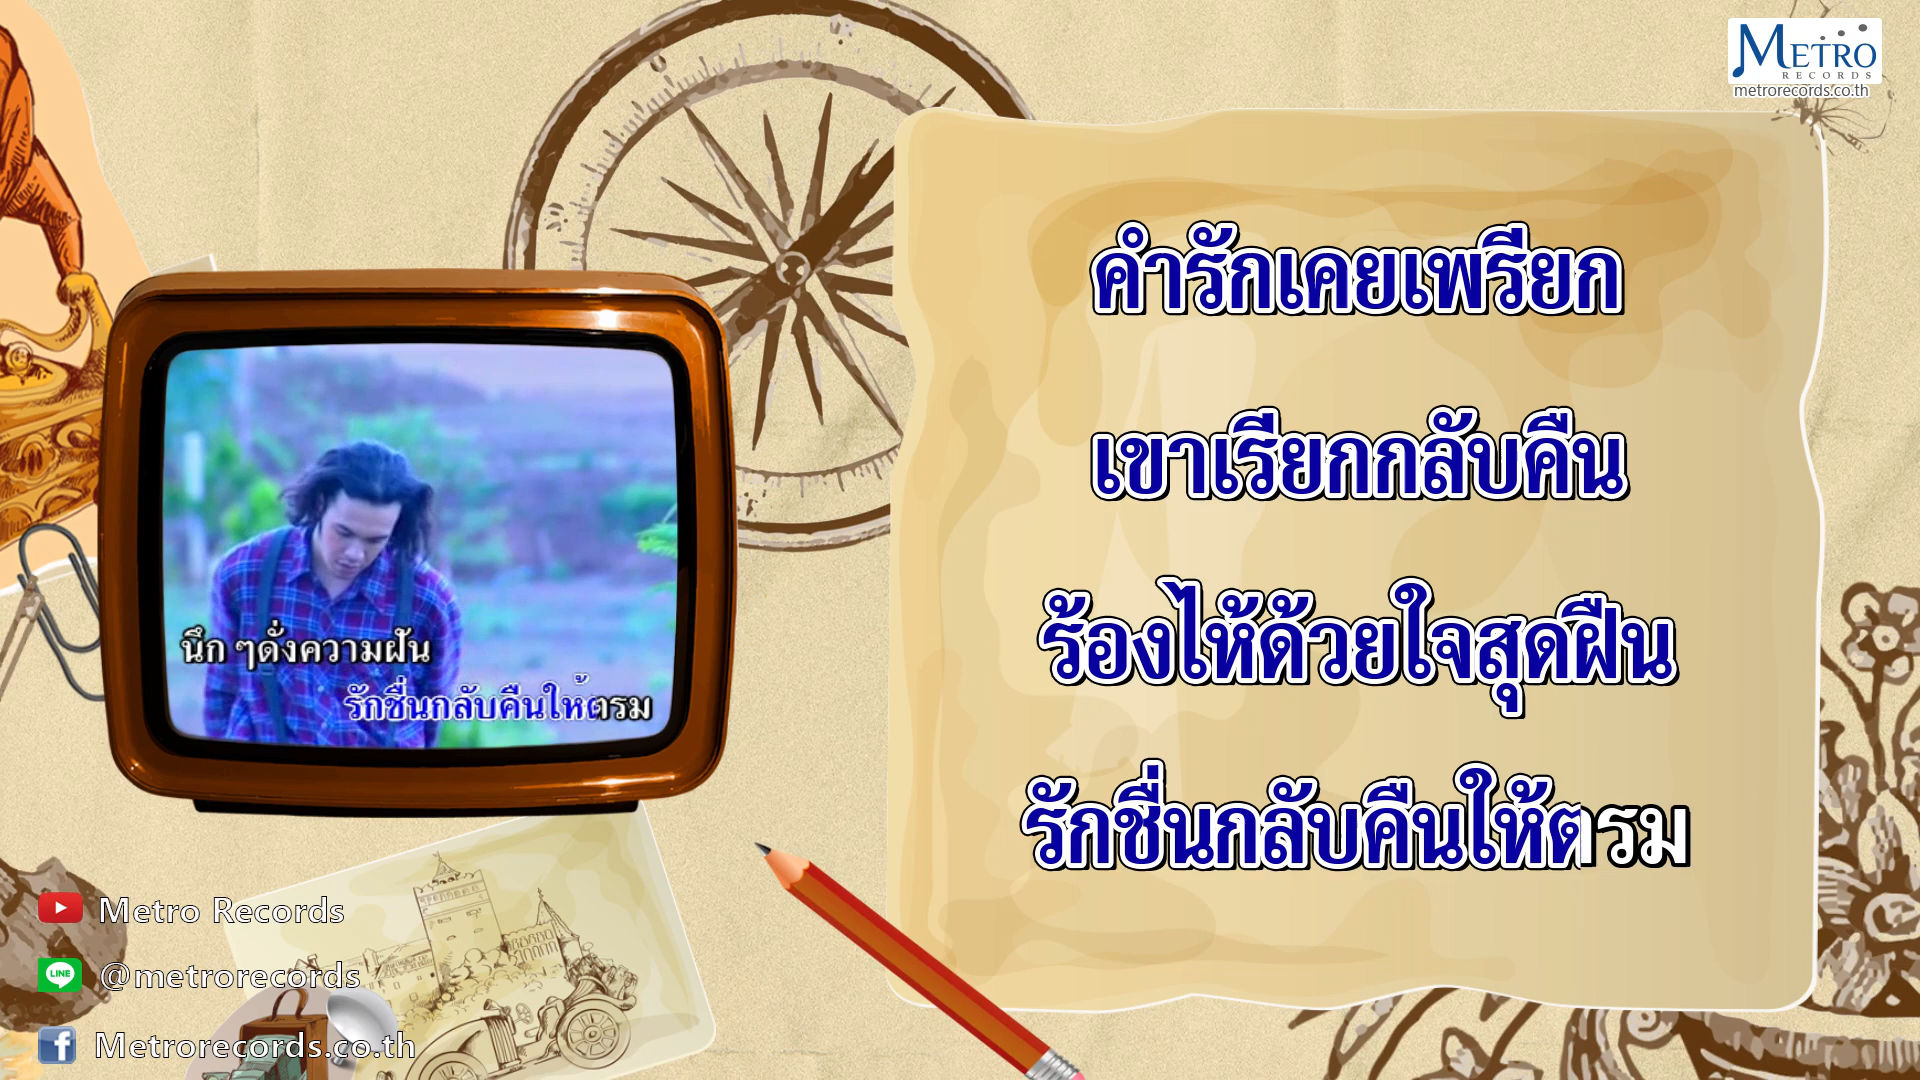 METRO
RECORDS
metrorecords.co.th
คำรักเคยเพรียก
เขาเรียกกลับคืน
ร้องไห้ด้วยใจสุดฝืน
รักชื่นกลับคืนให้ตรม
นึก ๆดั่งความฝัน
รักชื่นกลับคืนให้ตรม
Metro Records
LINE
@metrorecords
f
Metrorecords.co.th